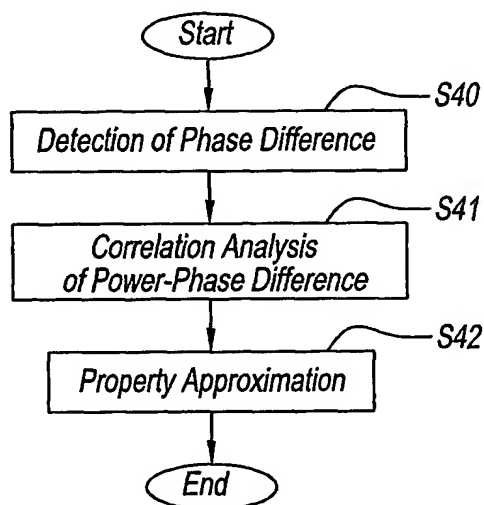 Start
S40
Detection of Phase Difference
S41
Correlation Analysis
of Power-Phase Difference
S42
Property Approximation
End